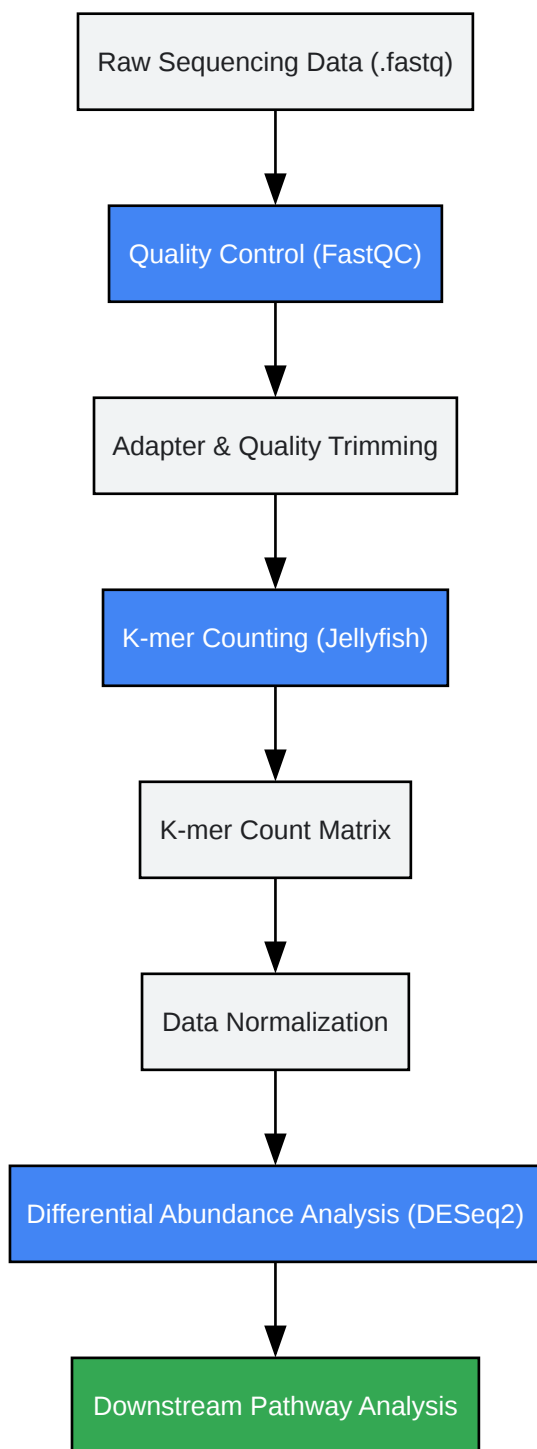 Raw Sequencing Data (.fastq)
Quality Control (FastQC)
Adapter & Quality Trimming
K-mer Counting (Jellyfish)
K-mer Count Matrix
Data Normalization
Differential Abundance Analysis (DESeq2)
Downstream Pathway Analysis